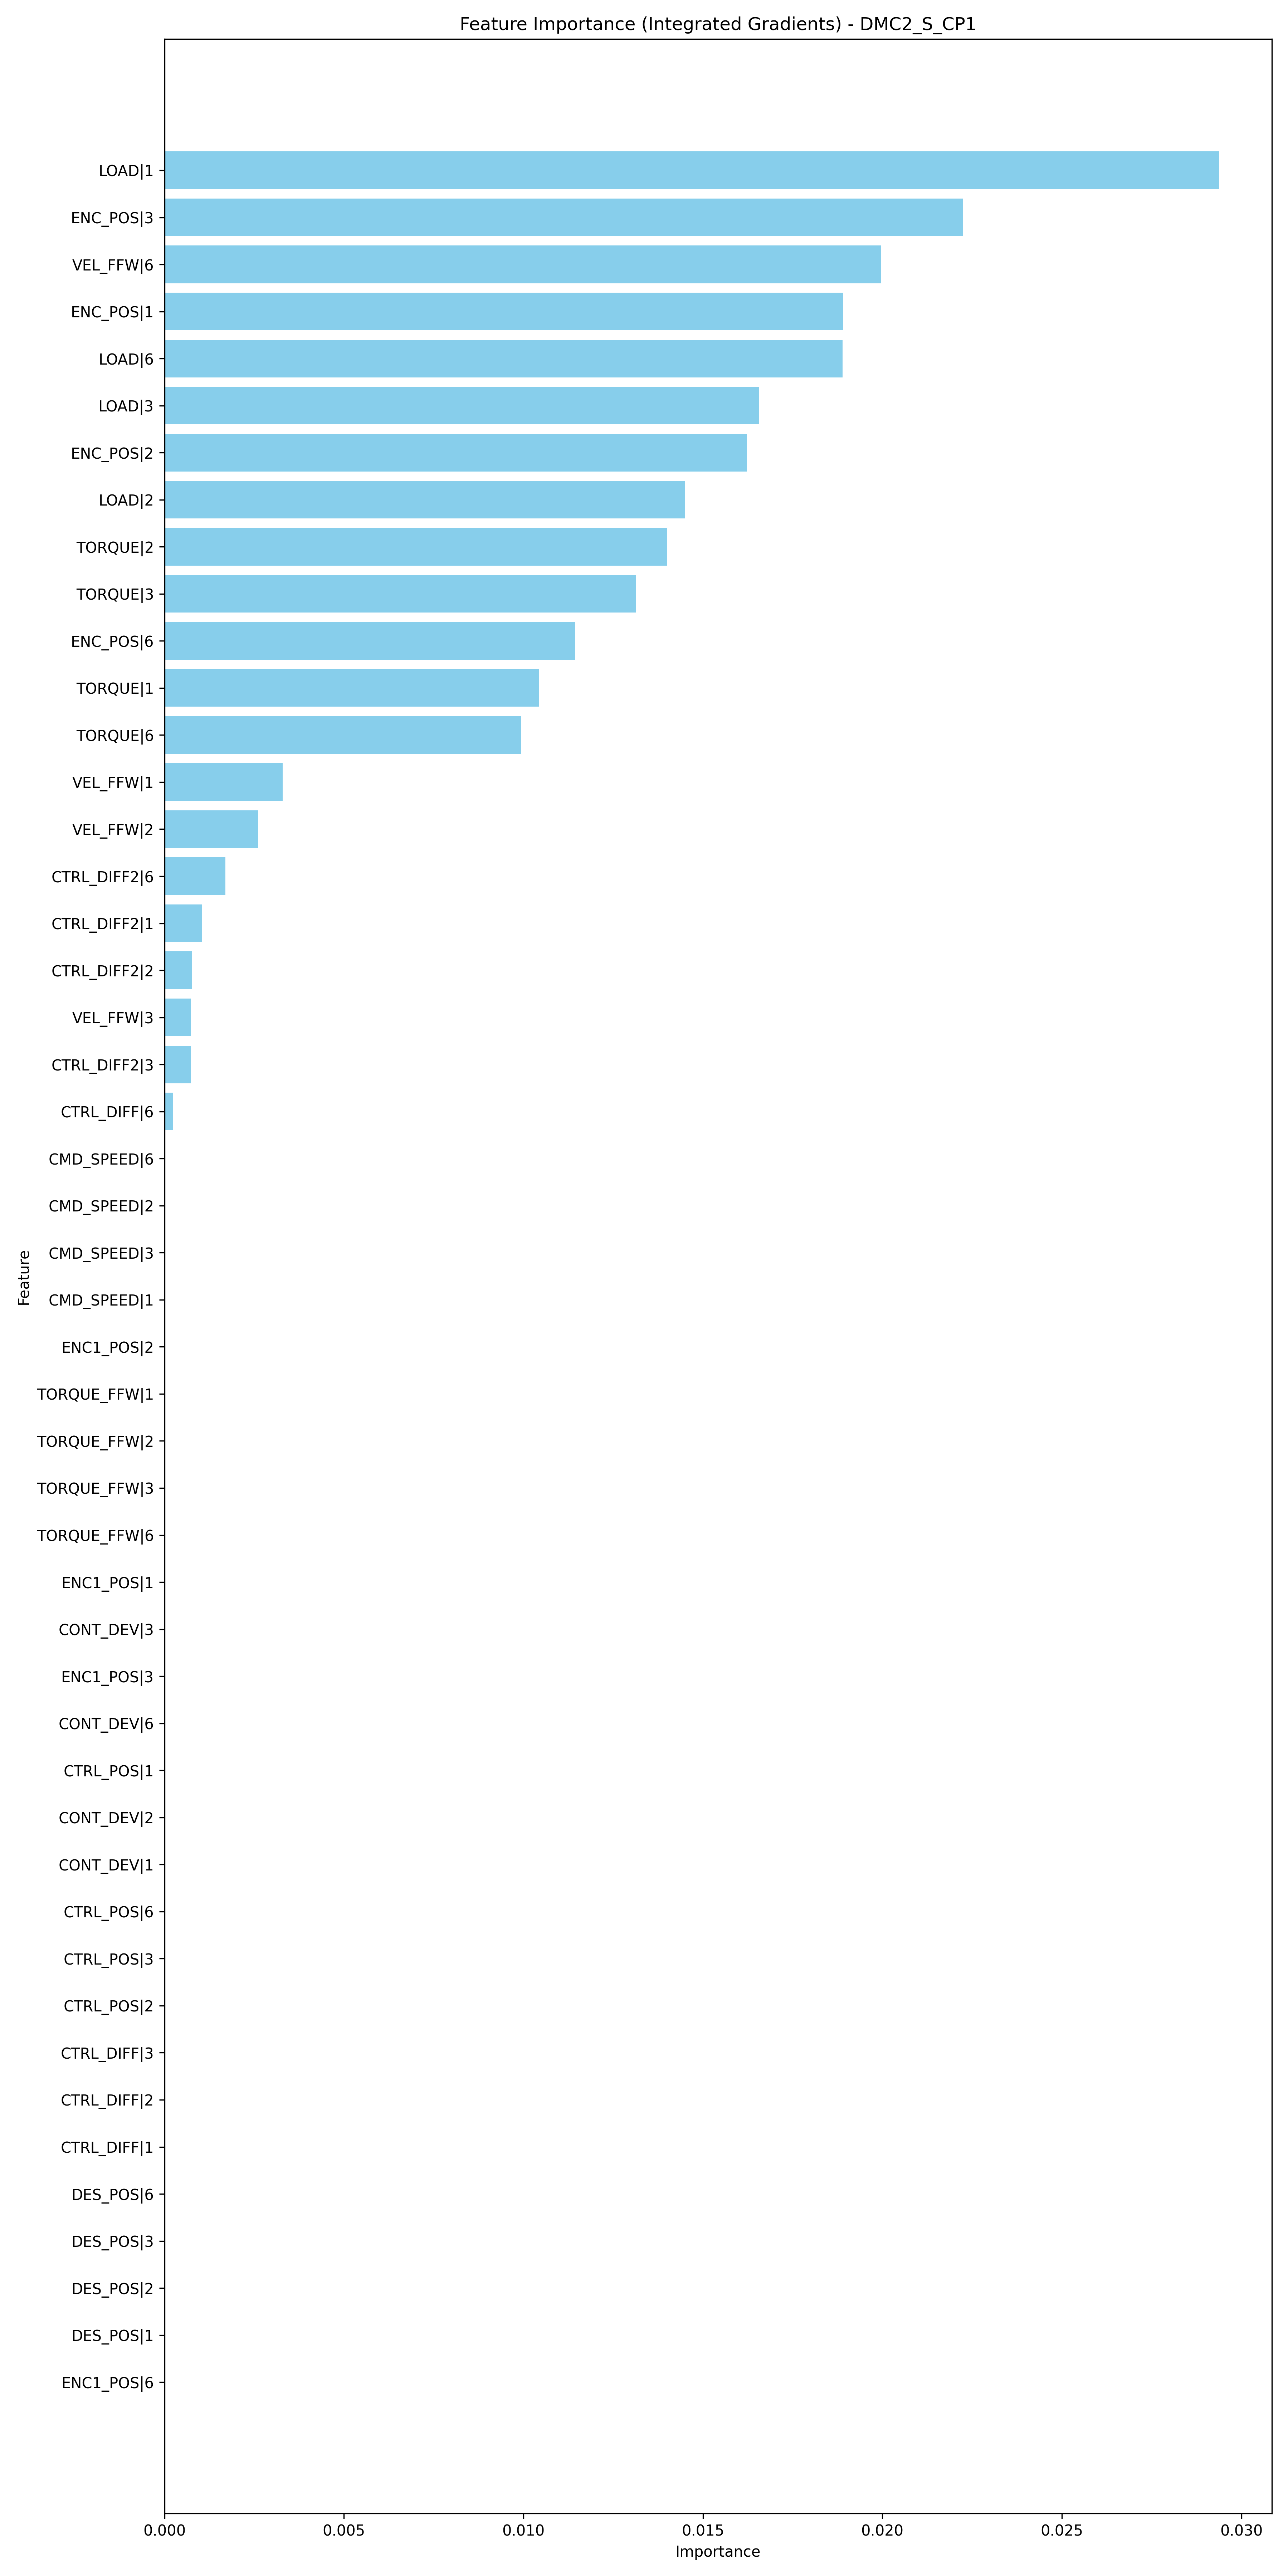 Feature Importance (Integrated Gradients) - DMC2_S_CP1
LOAD|1
ENC_POS|3
VEL_FFW|6
ENC_POS|1
LOAD|6
LOAD|3
ENC_POS|2
LOAD|2
TORQUE|2
TORQUE|3
ENC_POS|6
TORQUE|1
TORQUE|6
VEL_FFW|1
VEL_FFW|2
CTRL_DIFF2|6
CTRL_DIFF2|1
CTRL_DIFF2|2
VEL_FFW|3
CTRL_DIFF2|3
CTRL_DIFF|6
CMD_SPEED|6
CMD_SPEED|2
CMD_SPEED|3
CMD_SPEED|1
ENC1_POS|2
TORQUE_FFW|1
TORQUE_FFW|2
TORQUE_FFW|3
TORQUE_FFW|6
ENC1_POS|1
CONT_DEV|3
ENC1_POS|3
CONT_DEV|6
CTRL_POS|1
CONT_DEV|2
CONT_DEV|1
CTRL_POS|6
CTRL_POS|3
CTRL_POS|2
CTRL_DIFF|3
CTRL_DIFF|2
CTRL_DIFF|1
DES_POS|6
DES_POS|3
DES_POS|2
DES_POS|1
ENC1_POS|6
Feature
0.000 0.005 0.010 0.015 0.020 0.025 0.030
Importance